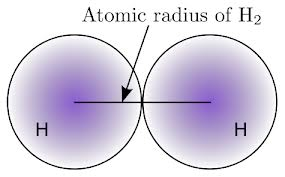 Atomic radius of H₂
H H